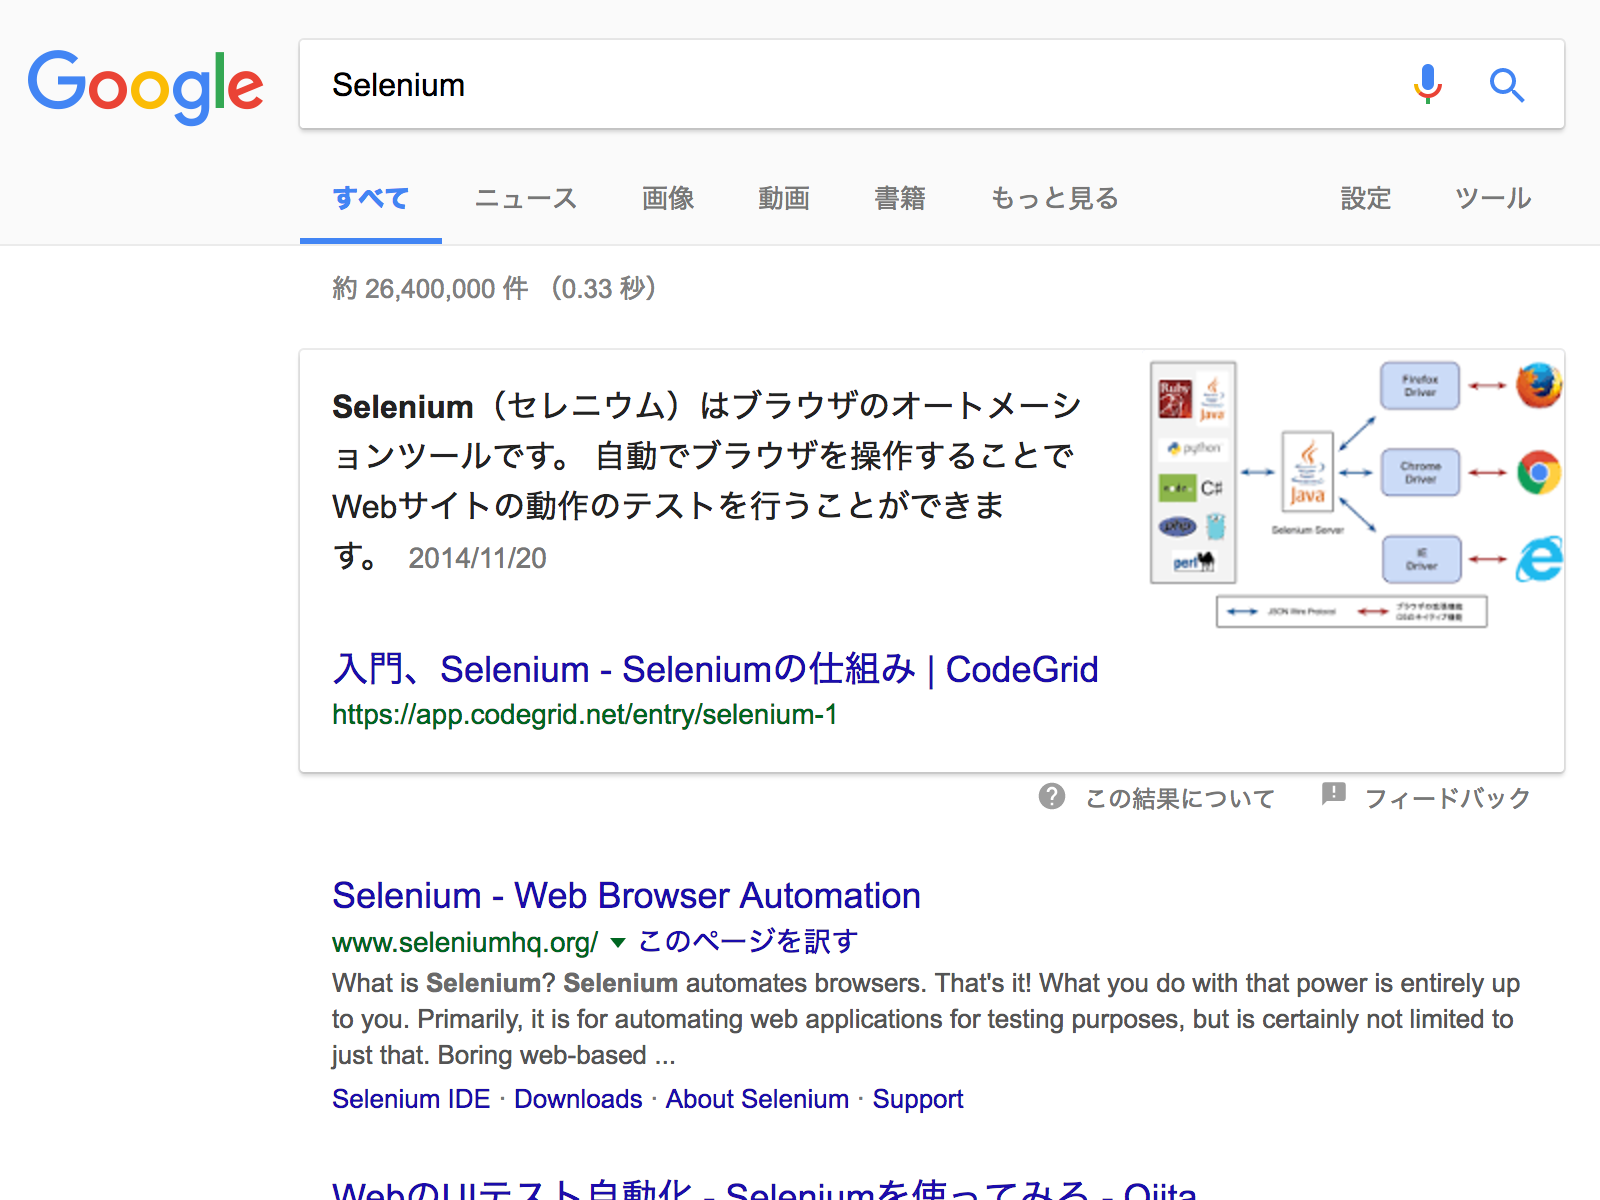 Google
Selenium
すべて ニュース 画像 動画 書籍 もっと見る 設定 ツール
約 26,400,000 件 （0.33 秒）
Selenium（セレニウム）はブラウザのオートメーシ
ョンツールです。 自動でブラウザを操作することで
Webサイトの動作のテストを行うことができま
す。 2014/11/20
Ruby
Java
python
node
C#
php
perl
Java
Selenium Server
Firefox
Driver
Chrome
Driver
IE
Driver
JSON Wire Protocol
入門、Selenium - Seleniumの仕組み | CodeGrid
https://app.codegrid.net/entry/selenium-1
この結果について フィードバック
Selenium - Web Browser Automation
www.seleniumhq.org/ ▼ このページを訳す
What is Selenium? Selenium automates browsers. That's it! What you do with that power is entirely up
to you. Primarily, it is for automating web applications for testing purposes, but is certainly not limited to
just that. Boring web-based ...
Selenium IDE · Downloads · About Selenium · Support
WebのUIテスト自動化 - Seleniumを使ってみる - Qiita